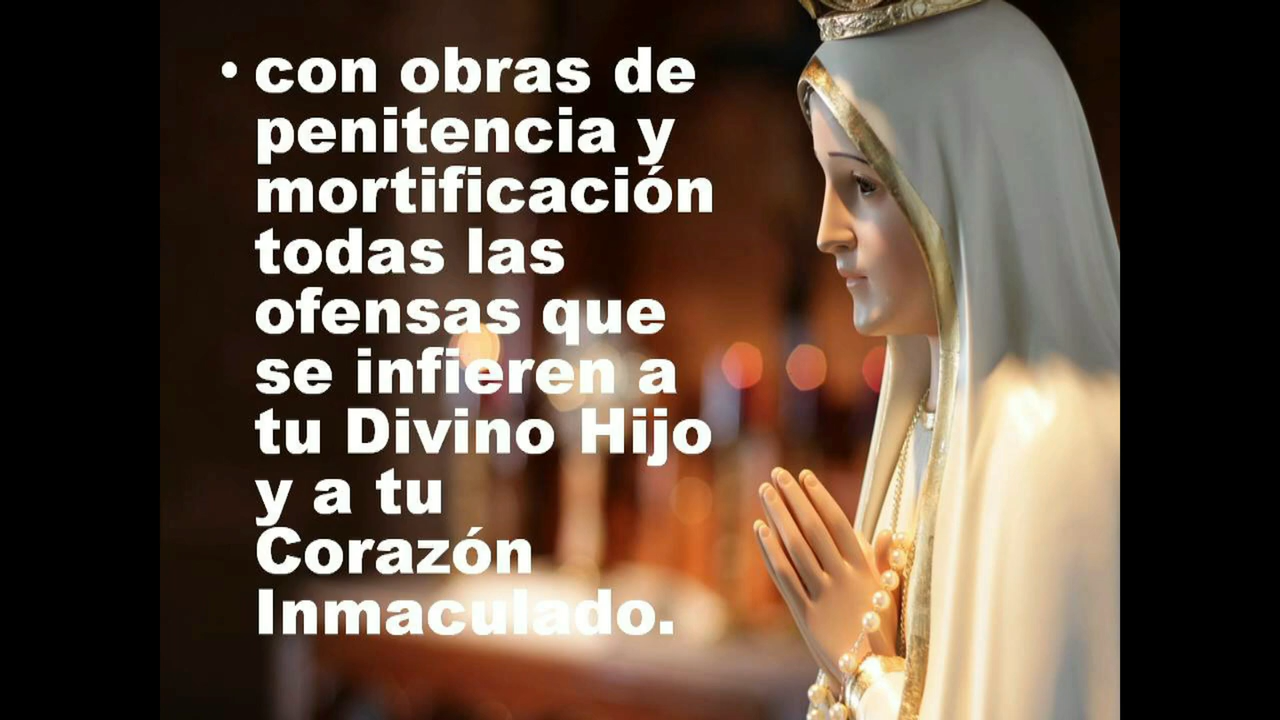 • con obras de
penitencia y
mortificación
todas las
ofensas que
se infieren a
tu Divino Hijo
y a tu
Corazón
Inmaculado.